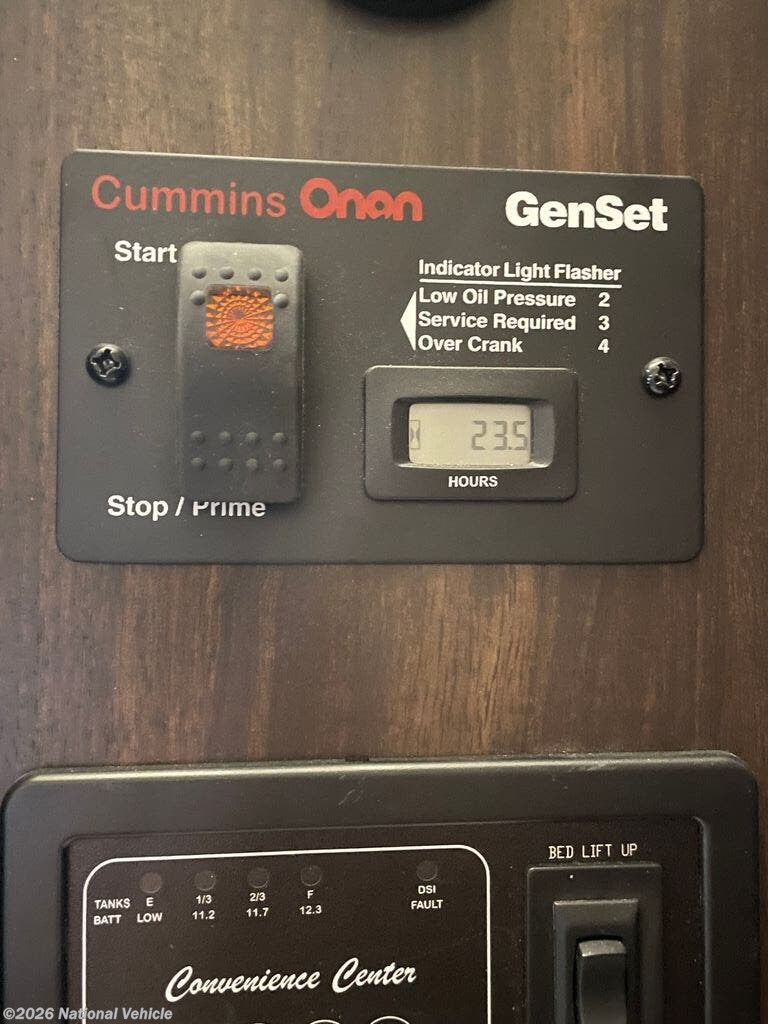 Cummins Onan GenSet
Start
Indicator Light Flasher
Low Oil Pressure 2
Service Required 3
Over Crank 4
23.5
HOURS
Stop / Prime
BED LIFT UP
TANKS E 1/3 2/3 F
BATT LOW 11.2 11.7 12.3
DSI
FAULT
Convenience Center
©2026 National Vehicle